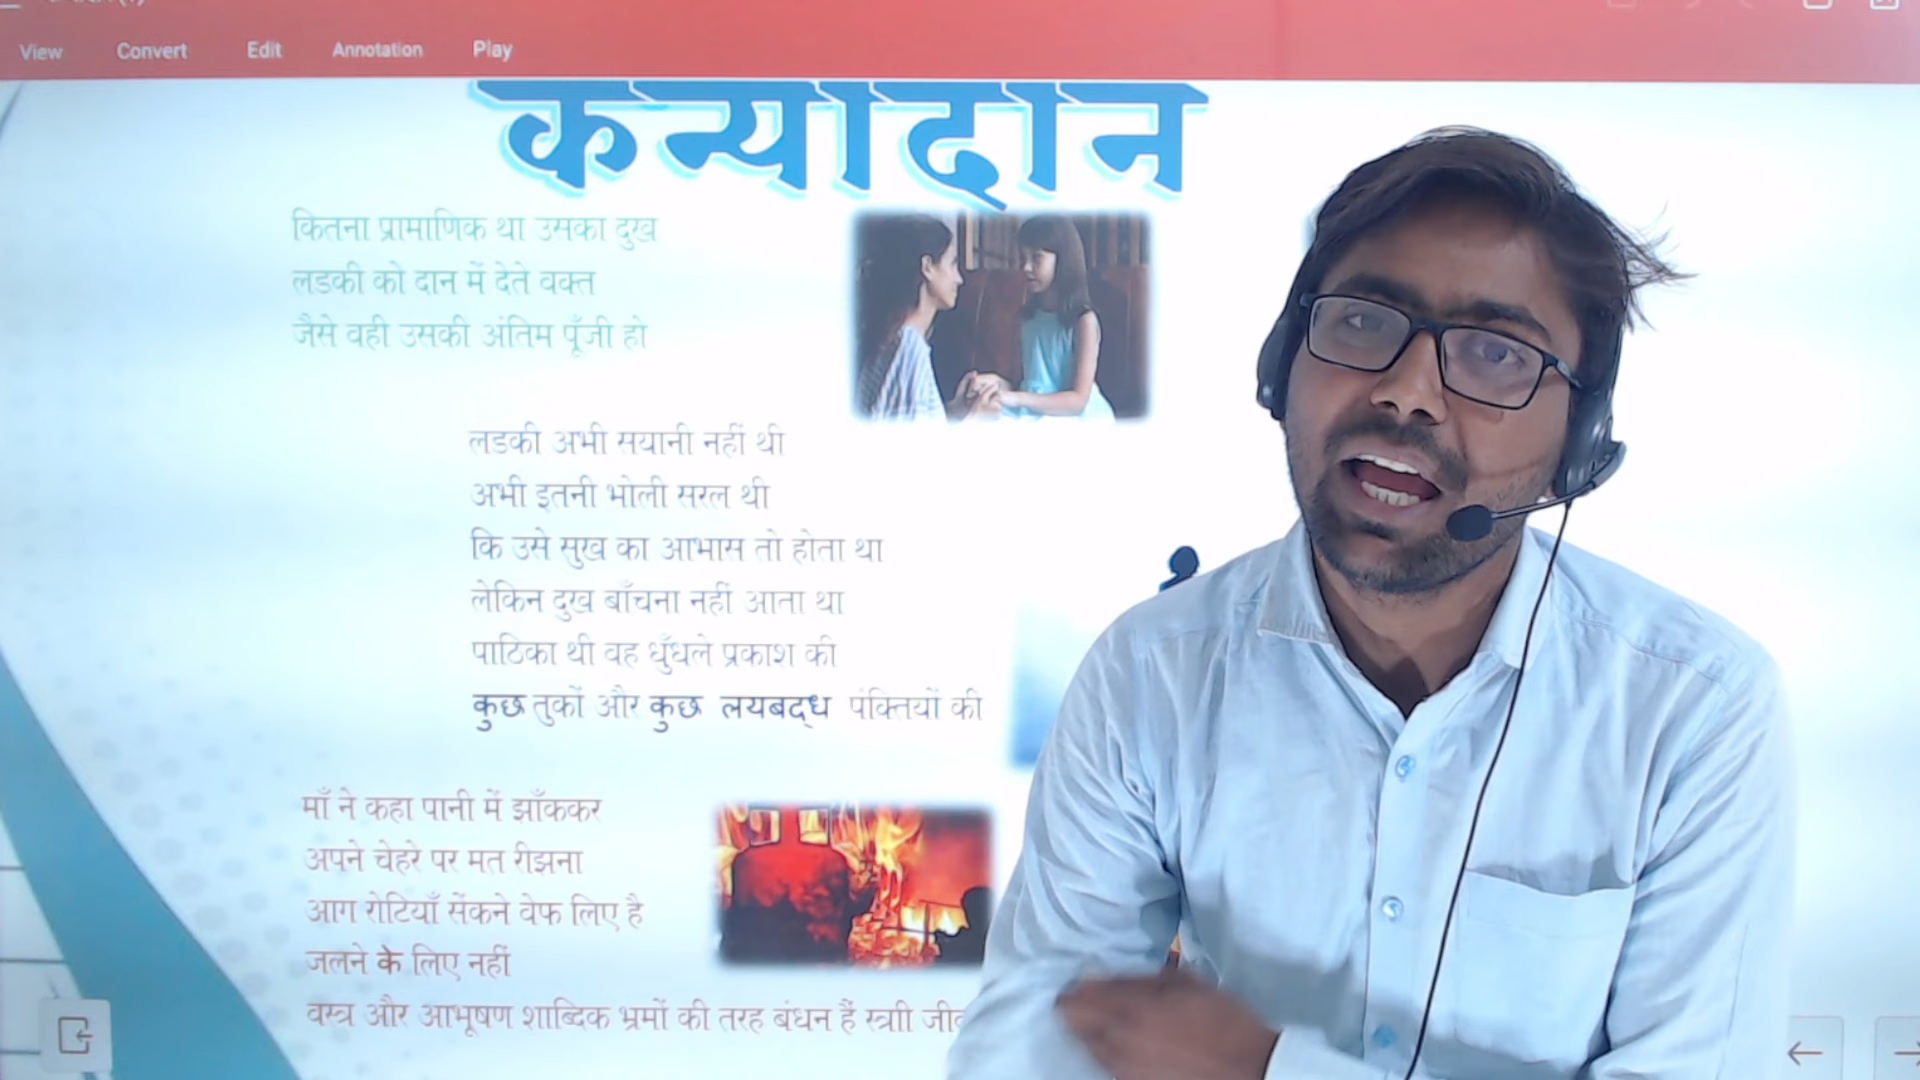 View Convert Edit Annotation Play
कन्यादान
कितना प्रामाणिक था उसका दुख
लडकी को दान में देते वक्त
जैसे वही उसकी अंतिम पूँजी हो
लडकी अभी सयानी नहीं थी
अभी इतनी भोली सरल थी
कि उसे सुख का आभास तो होता था
लेकिन दुख बाँचना नहीं आता था
पाठिका थी वह धुँधले प्रकाश की
कुछ तुकों और कुछ लयबद्ध पंक्तियों की
माँ ने कहा पानी में झाँककर
अपने चेहरे पर मत रीझना
आग रोटियाँ सेंकने वेफ लिए है
जलने के लिए नहीं
वस्त्र और आभूषण शाब्दिक भ्रमों की तरह बंधन हैं स्त्राी